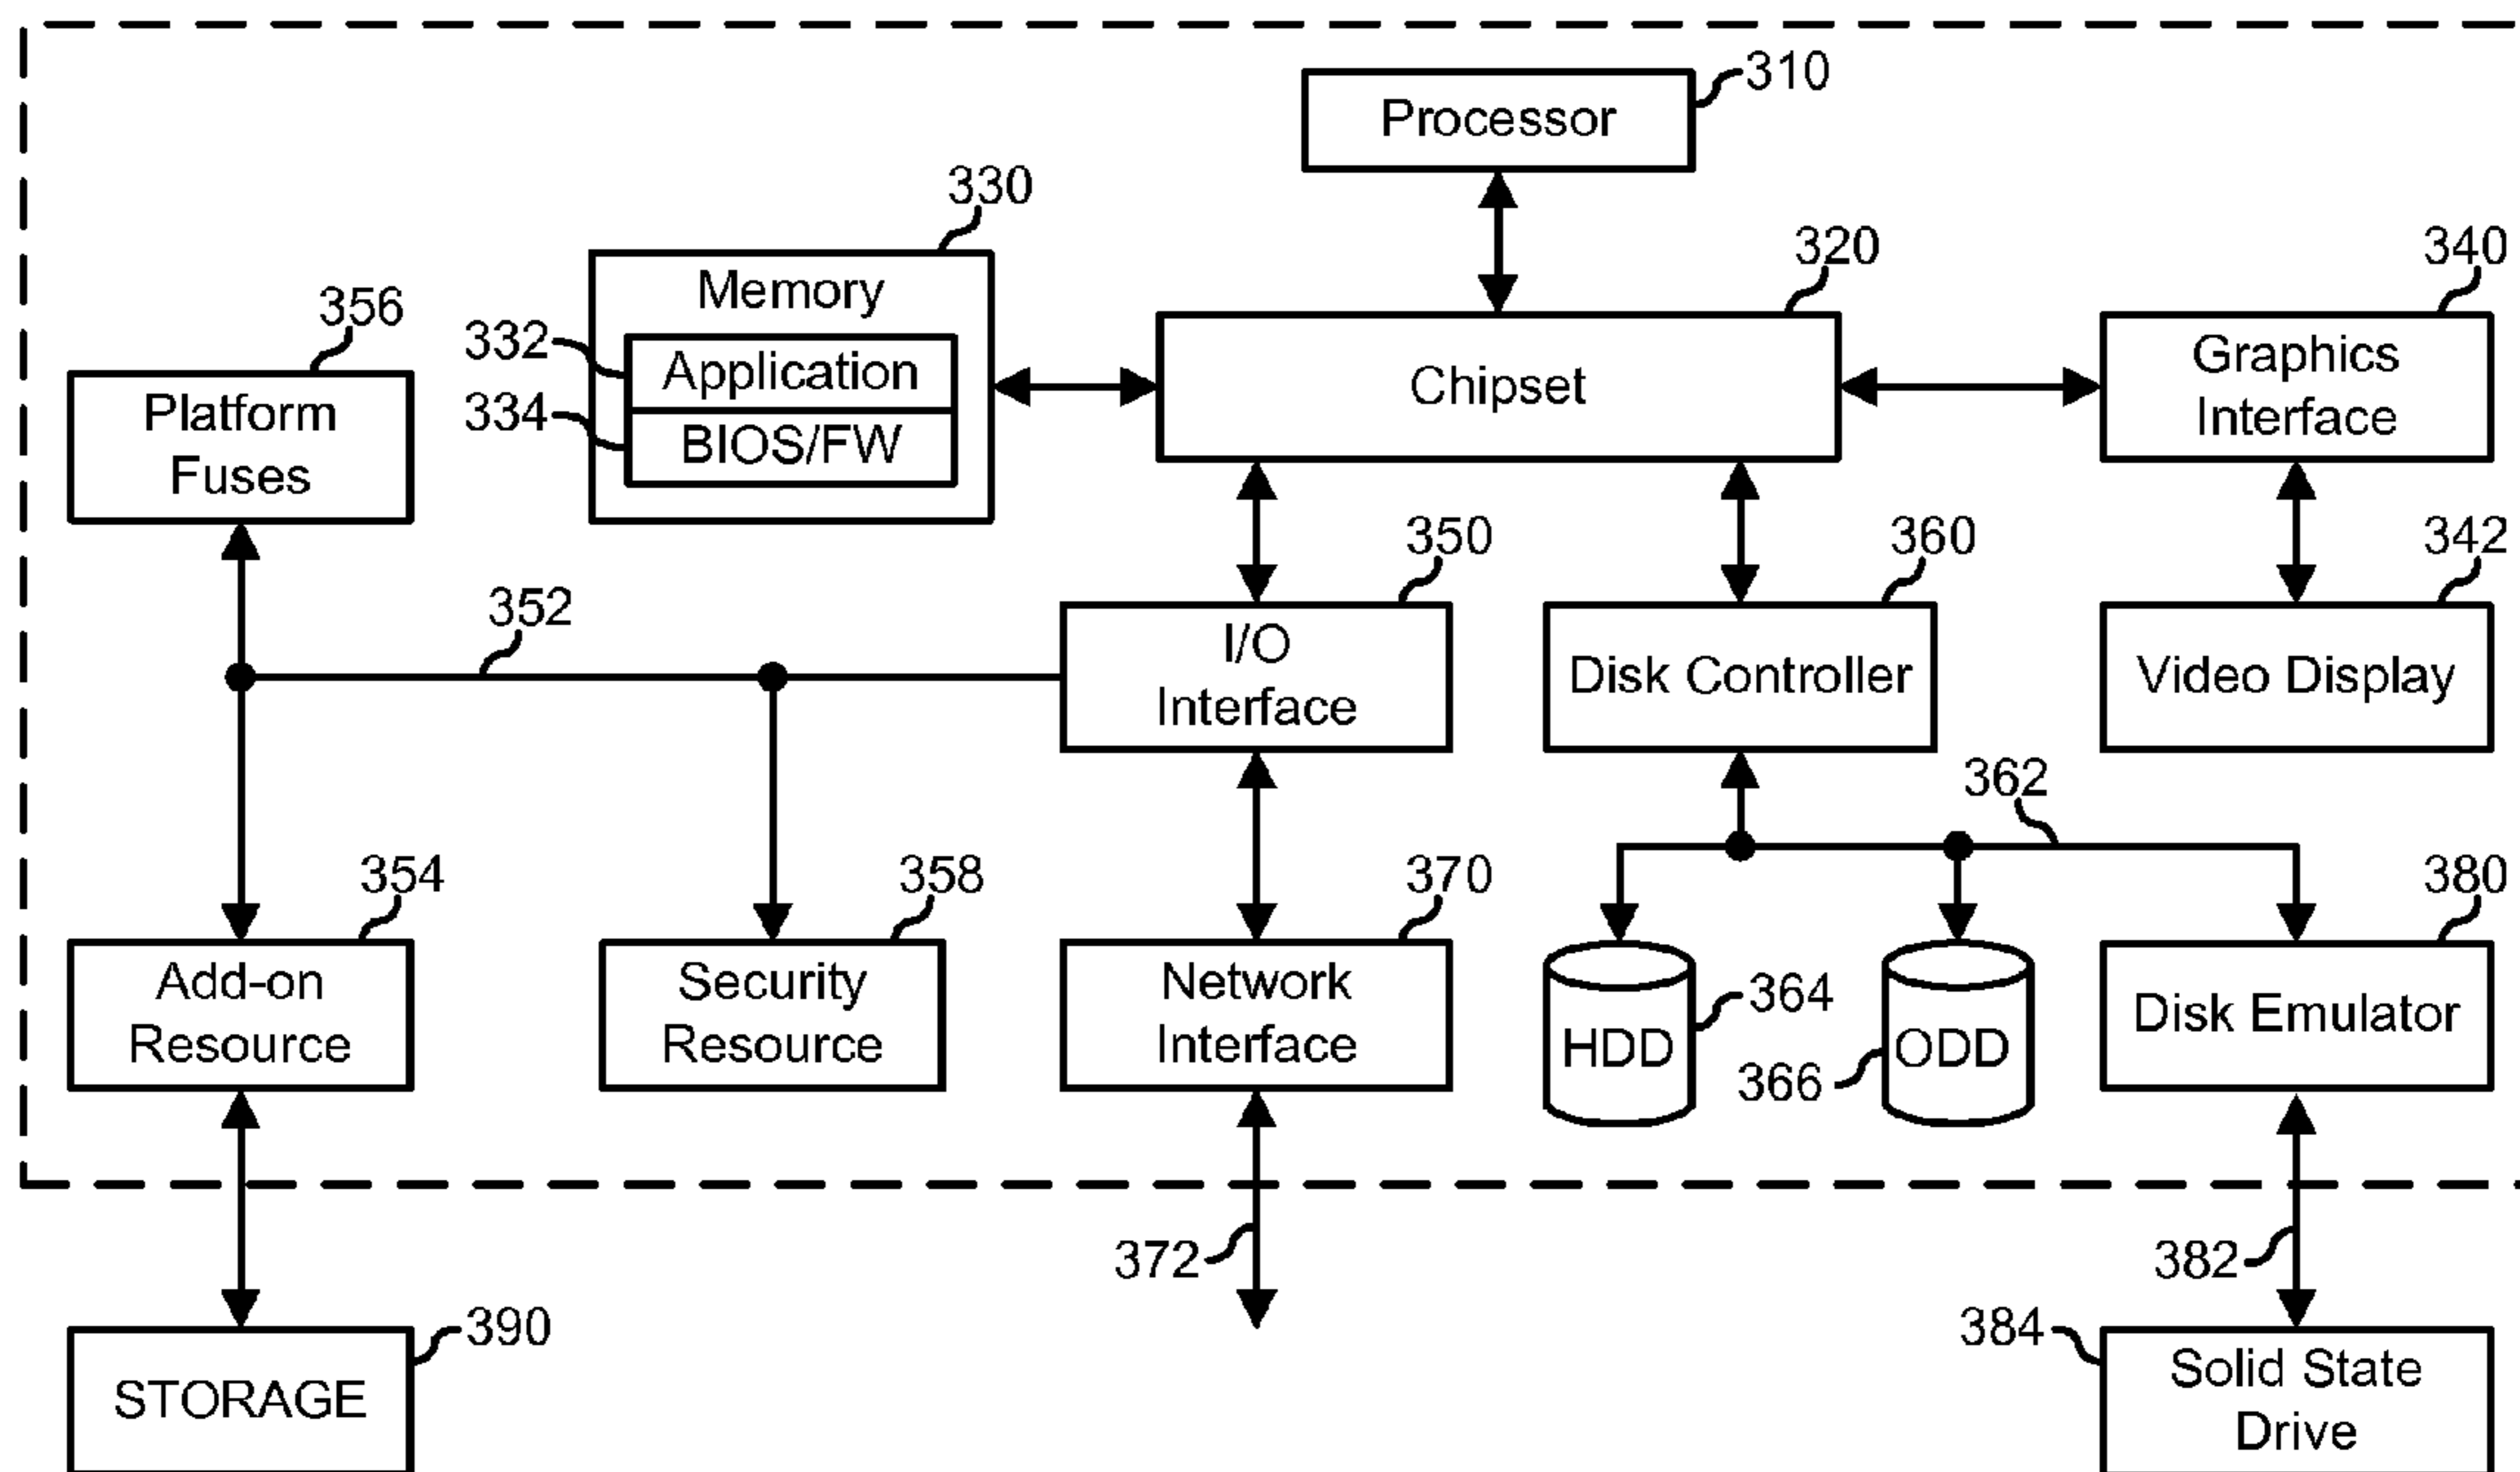 310
Processor
330
320
340
356
Memory
332
Application
334
BIOS/FW
Chipset
Graphics
Interface
Platform
Fuses
352
350
360
342
I/O
Interface
Disk Controller
Video Display
362
354
358
370
380
Add-on
Resource
Security
Resource
Network
Interface
364
HDD
366
ODD
Disk Emulator
372
382
390
384
STORAGE
Solid State
Drive